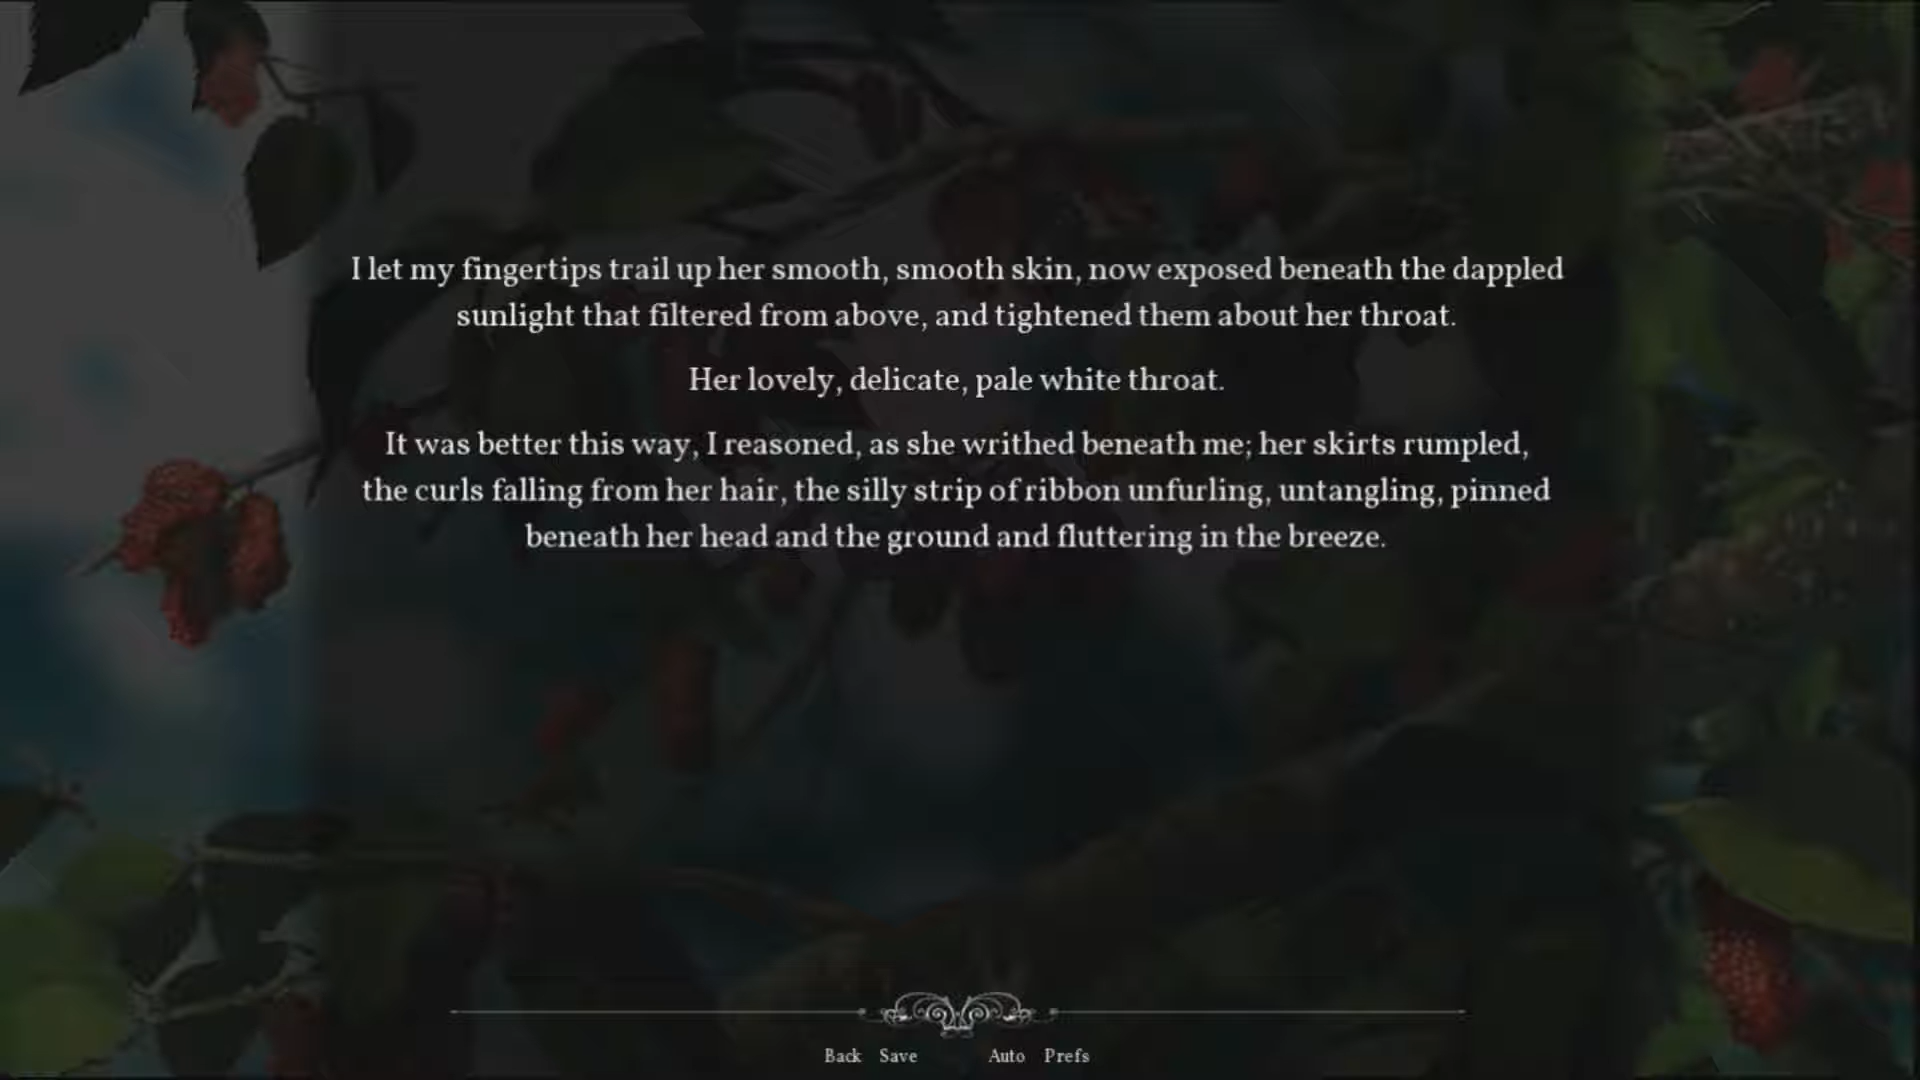 I let my fingertips trail up her smooth, smooth skin, now exposed beneath the dappled
sunlight that filtered from above, and tightened them about her throat.
Her lovely, delicate, pale white throat.
It was better this way, I reasoned, as she writhed beneath me; her skirts rumpled,
the curls falling from her hair, the silly strip of ribbon unfurling, untangling, pinned
beneath her head and the ground and fluttering in the breeze.
Back Save Auto Prefs